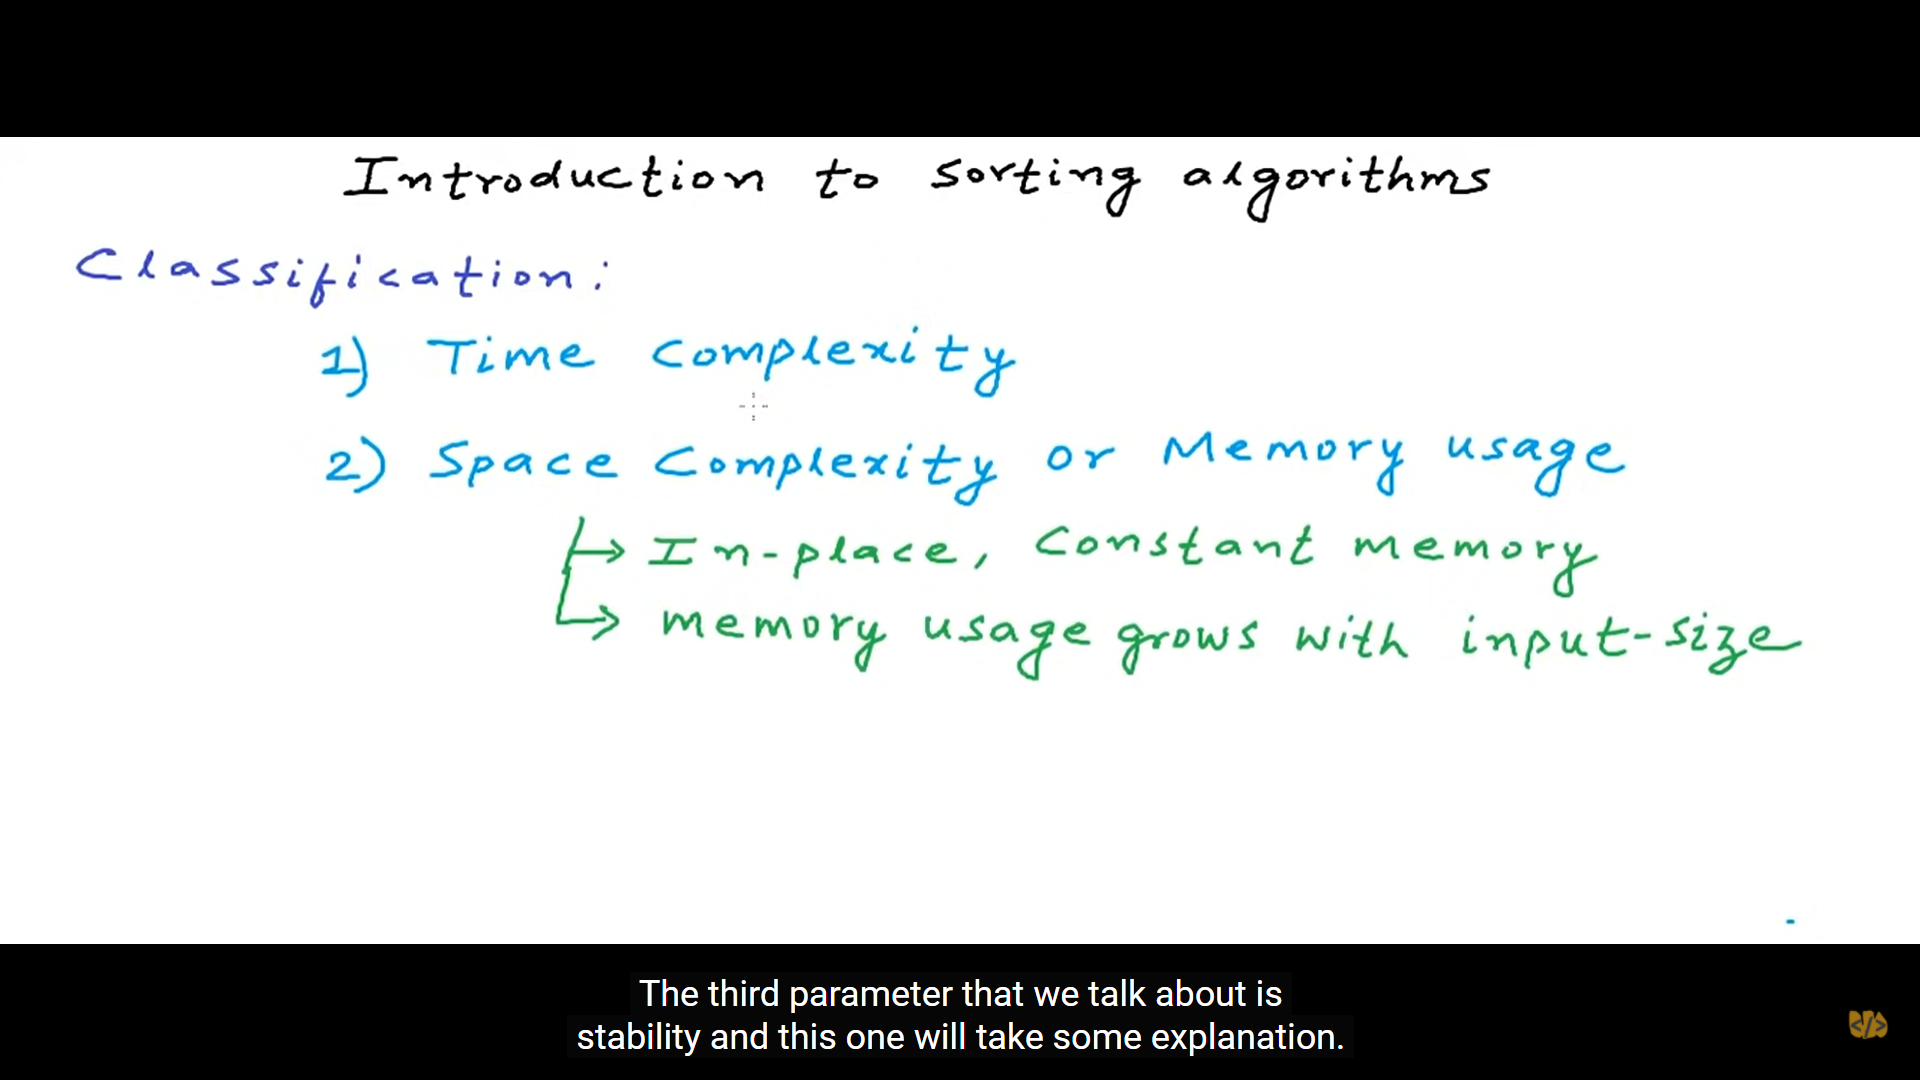 Introduction to sorting algorithms
Classification:
1) Time complexity
2) Space Complexity or Memory usage
→ In-place, Constant memory
→ memory usage grows with input-size
The third parameter that we talk about is
stability and this one will take some explanation.